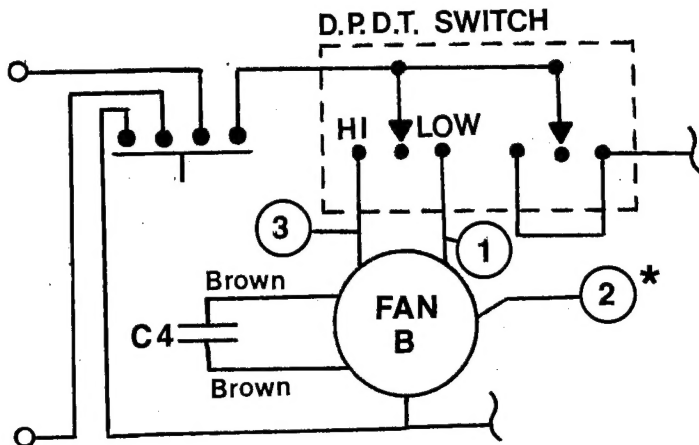 D.P.D.T. SWITCH
HI LOW
3
1
2 *
Brown
FAN
B
C4
Brown